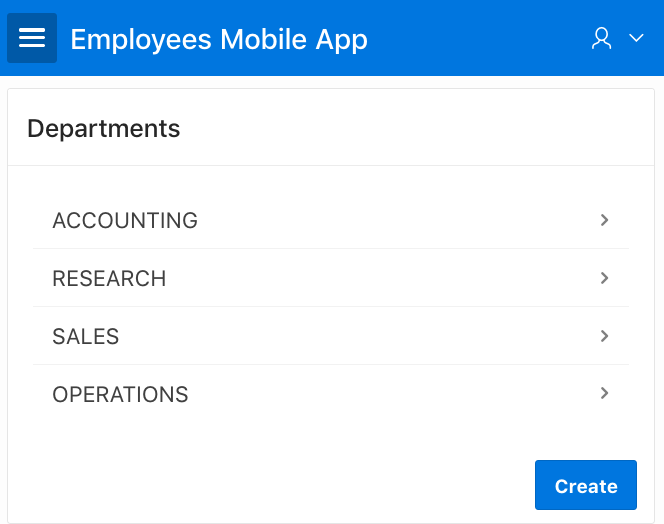 Employees Mobile App
Departments
ACCOUNTING
RESEARCH
SALES
OPERATIONS
Create